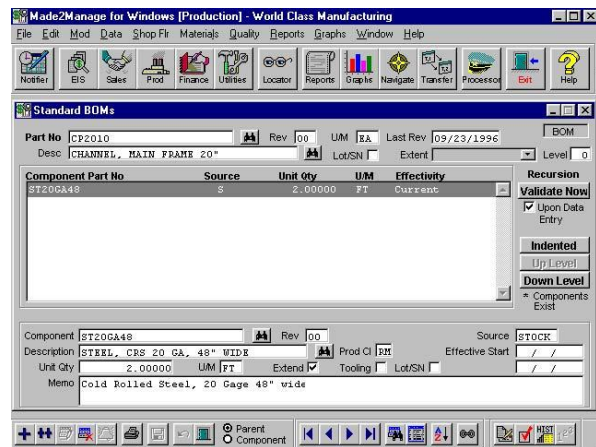 Made2Manage for Windows [Production] - World Class Manufacturing
File Edit Mod Data Shop Flr Materials Quality Reports Graphs Window Help
Notifier EIS Sales Prod Finance Utilities Locator Reports Graphs Navigate Transfer Processor Exit Help
Standard BOMs
Part No CP2010 Rev 00 U/M EA Last Rev 09/23/1996 BOM
Desc CHANNEL, MAIN FRAME 20" Lot/SN Extent Level 0
Component Part No Source Unit Qty U/M Effectivity Recursion
ST20GA48 S 2.00000 FT Current Validate Now
Upon Data
Entry
Indented
Up Level
Down Level
* Components
Exist
Component ST20GA48 Rev 00 Source STOCK
Description STEEL, CRS 20 GA, 48" WIDE Prod Cl RM Effective Start / /
Unit Qty 2.00000 U/M FT Extend Tooling Lot/SN / /
Memo Cold Rolled Steel, 20 Gage 48" wide
Parent
Component
HIST